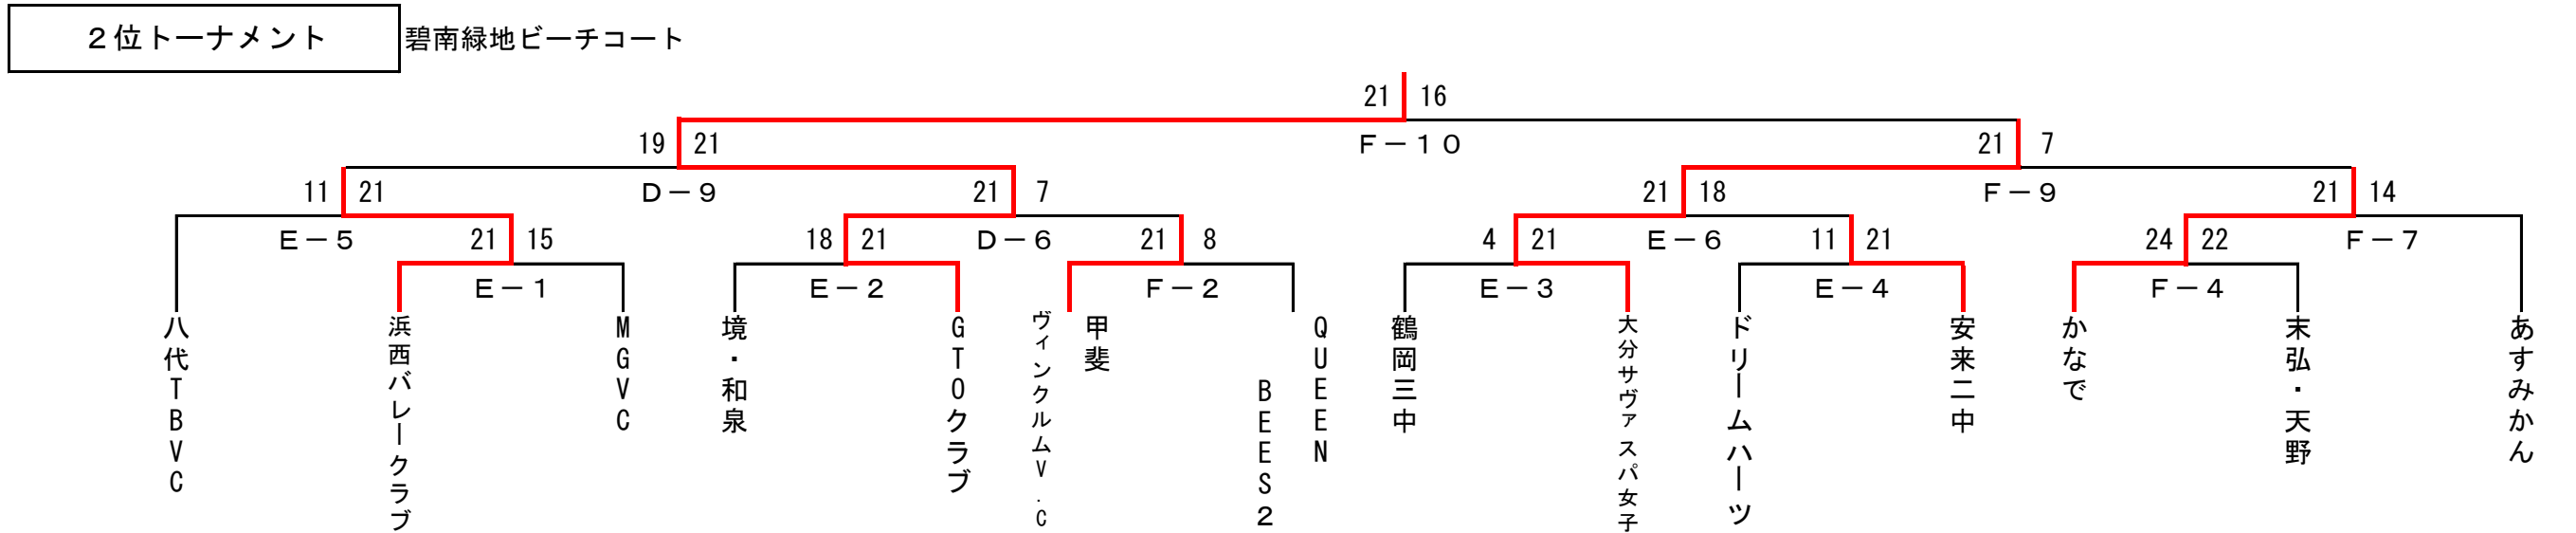 ２位トーナメント
碧南緑地ビーチコート
21 16
F－10
19 21
21 7
D－9
F－9
11 21
21 7
21 18
21 14
E－5
D－6
E－6
F－7
21 15
18 21
21 8
4 21
11 21
24 22
E－1
E－2
F－2
E－3
E－4
F－4
八代TBVC
浜西バレークラブ
MGVC
境・和泉
GTOクラブ
甲斐
ヴィンクルムV.C
QUEEN
BEES2
鶴岡三中
大分サヴァスパ女子
ドリームハーツ
安来二中
かなで
末弘・天野
あすみかん